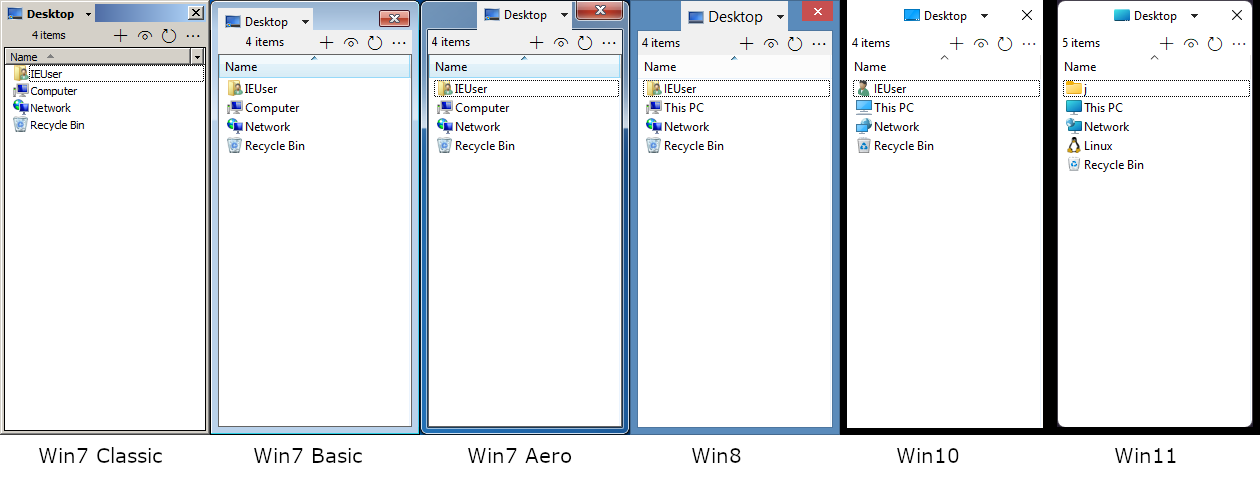 Desktop
4 items
Name
IEUser
Computer
Network
Recycle Bin
Win7 Classic
Desktop
4 items
Name
IEUser
Computer
Network
Recycle Bin
Win7 Basic
Desktop
4 items
Name
IEUser
Computer
Network
Recycle Bin
Win7 Aero
Desktop
4 items
Name
IEUser
This PC
Network
Recycle Bin
Win8
Desktop
4 items
Name
IEUser
This PC
Network
Recycle Bin
Win10
Desktop
5 items
Name
j
This PC
Network
Linux
Recycle Bin
Win11